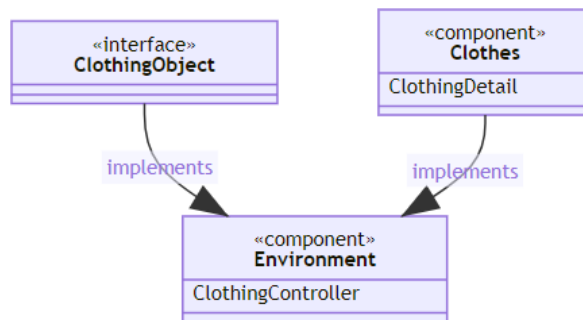 «interface»
ClothingObject
«component»
Clothes
ClothingDetail
implements
implements
«component»
Environment
ClothingController